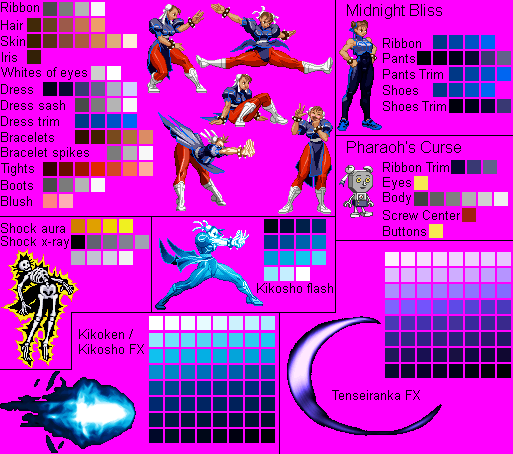 Ribbon
Hair
Skin
Iris
Whites of eyes
Dress
Dress sash
Dress trim
Bracelets
Bracelet spikes
Tights
Boots
Blush
Midnight Bliss
Ribbon
Pants
Pants Trim
Shoes
Shoes Trim
Pharaoh's Curse
Ribbon Trim
Eyes
Body
Screw Center
Buttons
Shock aura
Shock x-ray
Kikosho flash
Kikoken /
Kikosho FX
Tenseiranka FX